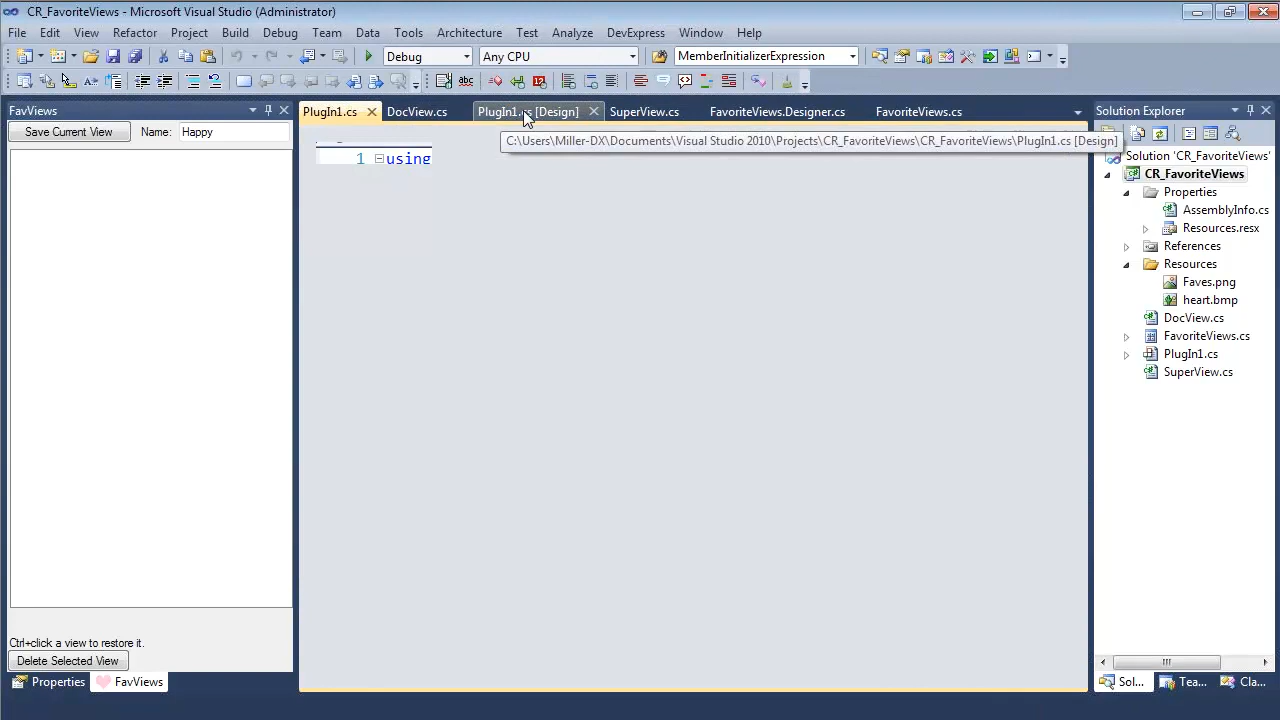 CR_FavoriteViews - Microsoft Visual Studio (Administrator)
File Edit View Refactor Project Build Debug Team Data Tools Architecture Test Analyze DevExpress Window Help
Debug Any CPU MemberInitializerExpression
FavViews
Save Current View Name: Happy
Ctrl+click a view to restore it.
Delete Selected View
Properties FavViews
PlugIn1.cs DocView.cs PlugIn1.cs [Design] SuperView.cs FavoriteViews.Designer.cs FavoriteViews.cs
C:\Users\Miller-DX\Documents\Visual Studio 2010\Projects\CR_FavoriteViews\CR_FavoriteViews\PlugIn1.cs [Design]
1 using
Solution Explorer
Solution 'CR_FavoriteViews'
CR_FavoriteViews
Properties
AssemblyInfo.cs
Resources.resx
References
Resources
Faves.png
heart.bmp
DocView.cs
FavoriteViews.cs
PlugIn1.cs
SuperView.cs
Sol... Tea... Cla...